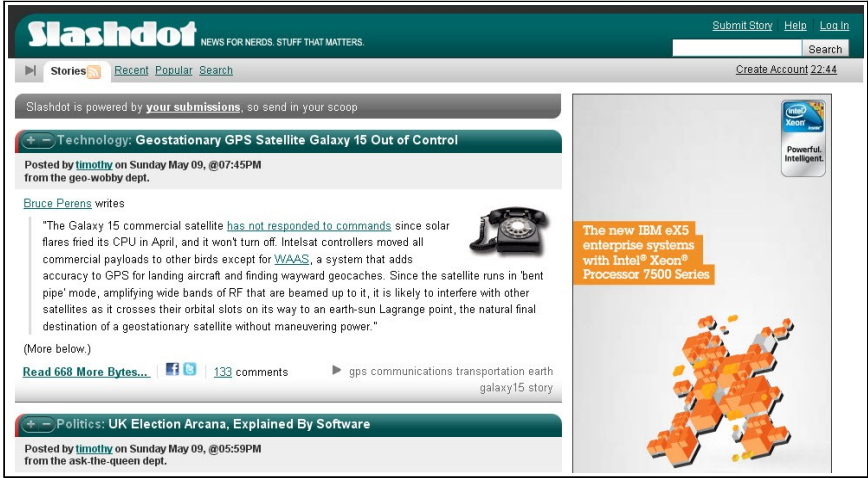 Slashdot NEWS FOR NERDS. STUFF THAT MATTERS.
Submit Story Help Log In
Search
Stories Recent Popular Search
Create Account 22:44
Slashdot is powered by your submissions, so send in your scoop
Technology: Geostationary GPS Satellite Galaxy 15 Out of Control
Posted by timothy on Sunday May 09, @07:45PM
from the geo-wobby dept.
Bruce Perens writes
"The Galaxy 15 commercial satellite has not responded to commands since solar
flares fried its CPU in April, and it won't turn off. Intelsat controllers moved all
commercial payloads to other birds except for WAAS, a system that adds
accuracy to GPS for landing aircraft and finding wayward geocaches. Since the satellite runs in 'bent
pipe' mode, amplifying wide bands of RF that are beamed up to it, it is likely to interfere with other
satellites as it crosses their orbital slots on its way to an earth-sun Lagrange point, the natural final
destination of a geostationary satellite without maneuvering power."
(More below.)
Read 668 More Bytes... 133 comments
gps communications transportation earth
galaxy15 story
Politics: UK Election Arcana, Explained By Software
Posted by timothy on Sunday May 09, @05:59PM
from the ask-the-queen dept.
intel
Xeon
inside
Powerful.
Intelligent.
The new IBM eX5
enterprise systems
with Intel® Xeon®
Processor 7500 Series